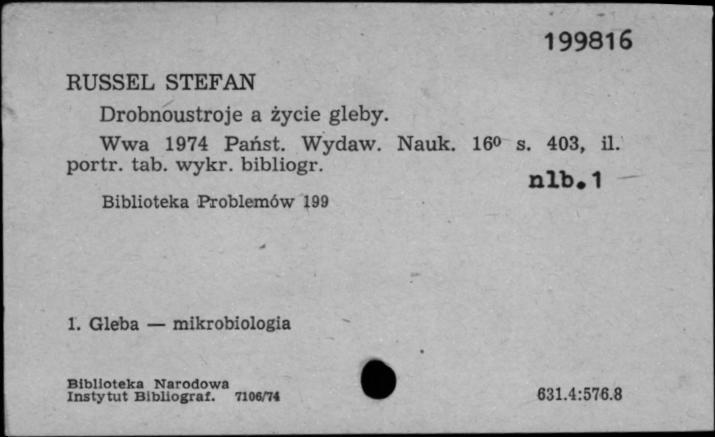 199816
RUSSEL STEFAN
Drobnoustroje a życie gleby.
Wwa 1974 Państ. Wydaw. Nauk. 16⁰ s. 403, il.
portr. tab. wykr. bibliogr.
nlb.1
Biblioteka Problemów 199
1. Gleba — mikrobiologia
Biblioteka Narodowa
Instytut Bibliograf. 7106/74
631.4:576.8